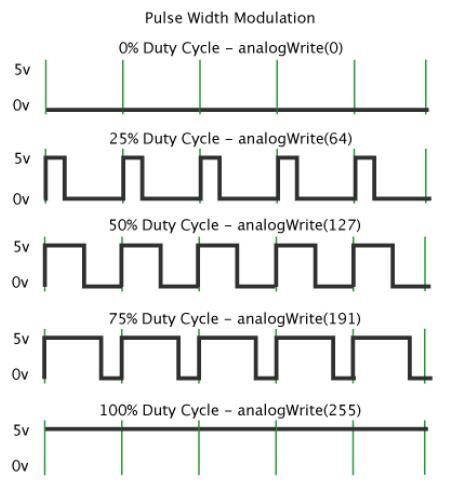 Pulse Width Modulation
0% Duty Cycle – analogWrite(0)
5v
0v
25% Duty Cycle – analogWrite(64)
5v
0v
50% Duty Cycle – analogWrite(127)
5v
0v
75% Duty Cycle – analogWrite(191)
5v
0v
100% Duty Cycle – analogWrite(255)
5v
0v